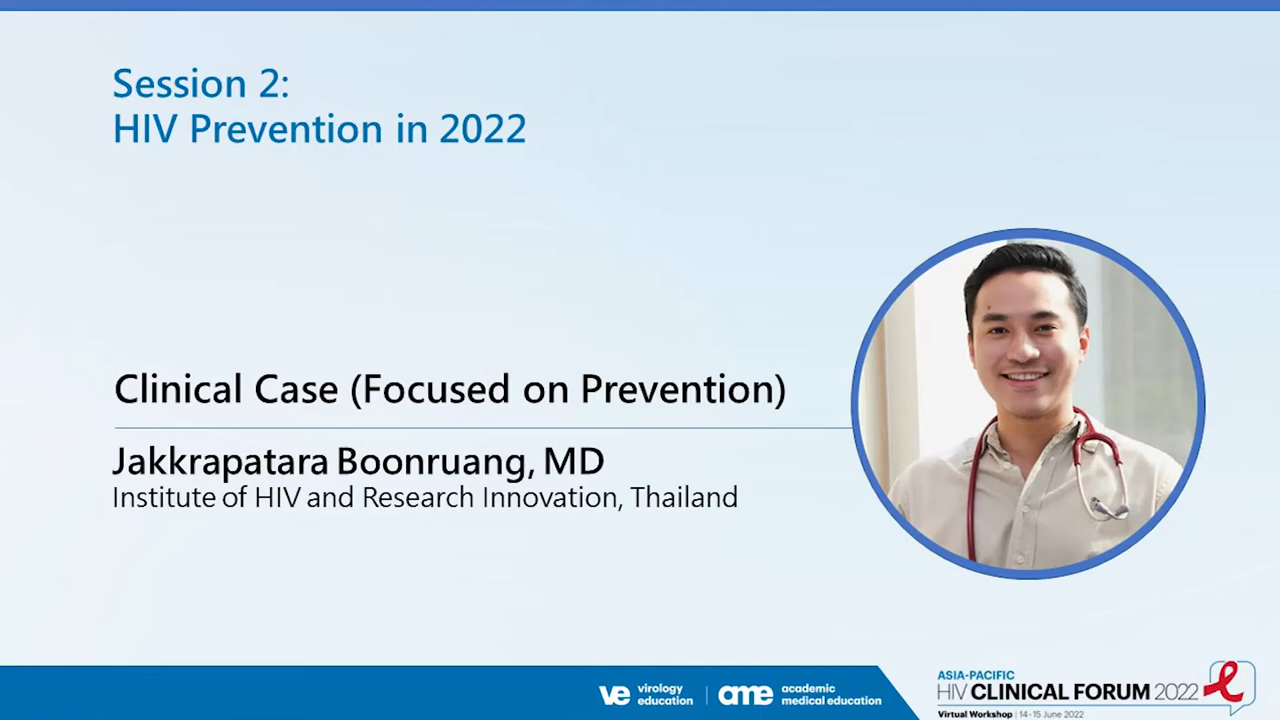 Session 2:
HIV Prevention in 2022
Clinical Case (Focused on Prevention)
Jakkrapatara Boonruang, MD
Institute of HIV and Research Innovation, Thailand
ve virology education | ame academic medical education
ASIA-PACIFIC
HIV CLINICAL FORUM 2022
Virtual Workshop | 14-15 June 2022